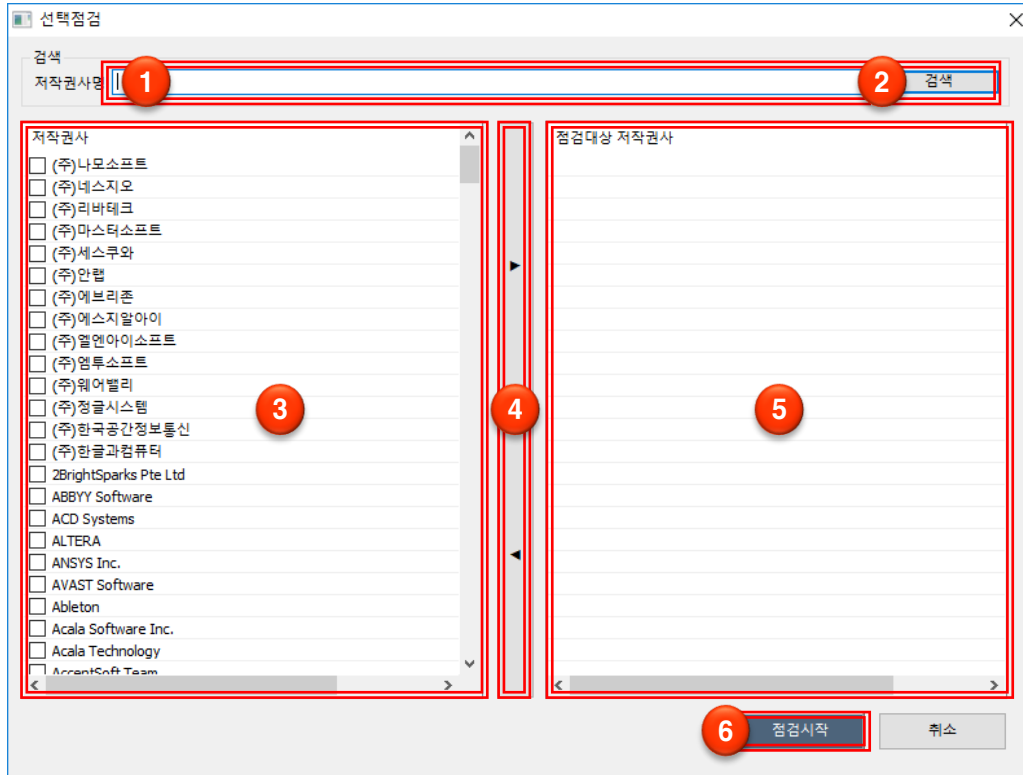 선택점검
검색
저작권사명
1
2
검색
저작권사
(주)나모소프트
(주)네스지오
(주)리바테크
(주)마스터소프트
(주)세스쿠와
(주)안랩
(주)에브리존
(주)에스지알아이
(주)엘엔아이소프트
(주)엠투소프트
(주)웨어밸리
(주)정글시스템
(주)한국공간정보통신
(주)한글과컴퓨터
2BrightSparks Pte Ltd
ABBYY Software
ACD Systems
ALTERA
ANSYS Inc.
AVAST Software
Ableton
Acala Software Inc.
Acala Technology
AccentSoft Team
3
4
점검대상 저작권사
5
6
점검시작
취소